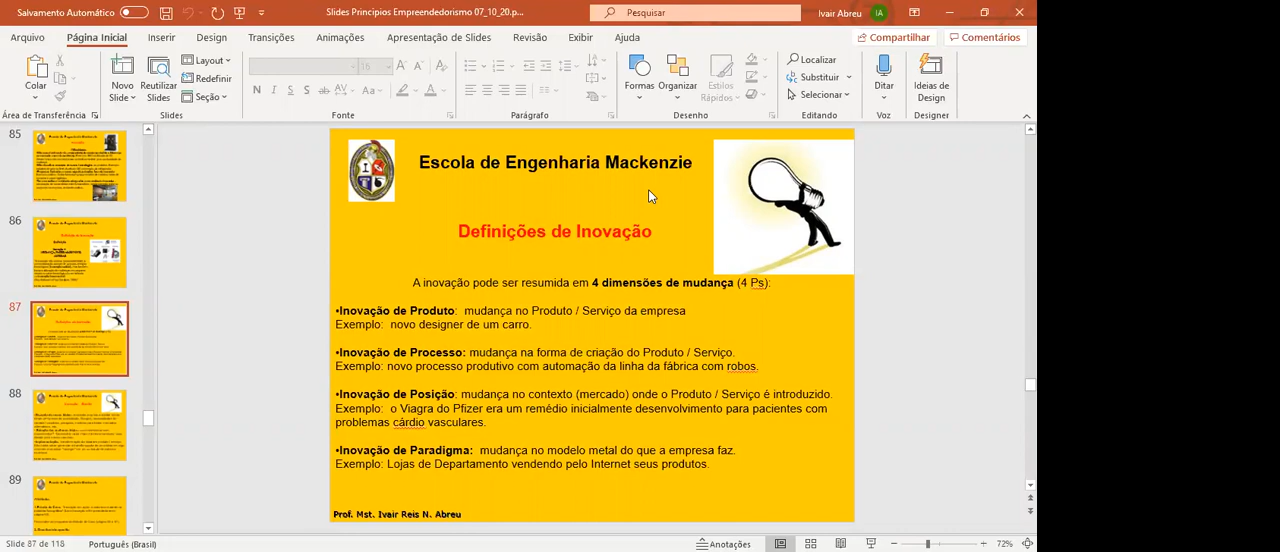 Salvamento Automático
Slides Principios Empreendedorismo 07_10_20.p...
Pesquisar
Ivair Abreu
IA
Arquivo
Página Inicial
Inserir
Design
Transições
Animações
Apresentação de Slides
Revisão
Exibir
Ajuda
Compartilhar
Comentários
Colar
Novo
Slide
Reutilizar
Slides
Layout
Redefinir
Seção
16
N I S S ab AV Aa
Formas
Organizar
Estilos
Rápidos
Localizar
Substituir
Selecionar
Ditar
Ideias de
Design
Área de Transferência
Slides
Fonte
Parágrafo
Desenho
Editando
Voz
Designer
85
86
87
88
89
Escola de Engenharia Mackenzie
Definições de Inovação
A inovação pode ser resumida em 4 dimensões de mudança (4 Ps):
•Inovação de Produto: mudança no Produto / Serviço da empresa
Exemplo: novo designer de um carro.
•Inovação de Processo: mudança na forma de criação do Produto / Serviço.
Exemplo: novo processo produtivo com automação da linha da fábrica com robos.
•Inovação de Posição: mudança no contexto (mercado) onde o Produto / Serviço é introduzido.
Exemplo: o Viagra do Pfizer era um remédio inicialmente desenvolvimento para pacientes com
problemas cárdio vasculares.
•Inovação de Paradigma: mudança no modelo metal do que a empresa faz.
Exemplo: Lojas de Departamento vendendo pelo Internet seus produtos.
Prof. Mst. Ivair Reis N. Abreu
Slide 87 de 118
Português (Brasil)
Anotações
72%